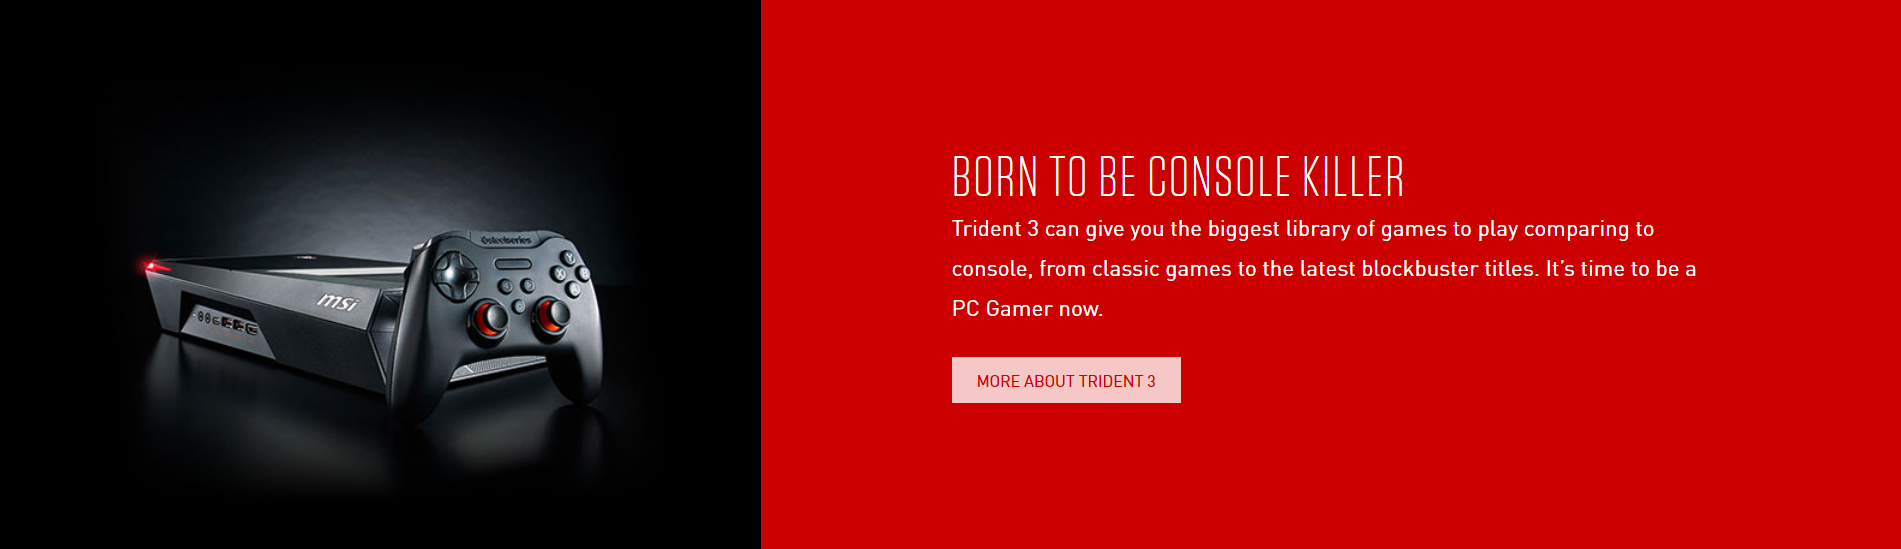 steelseries
Y
X
B
A
msi
BORN TO BE CONSOLE KILLER
Trident 3 can give you the biggest library of games to play comparing to
console, from classic games to the latest blockbuster titles. It’s time to be a
PC Gamer now.
MORE ABOUT TRIDENT 3